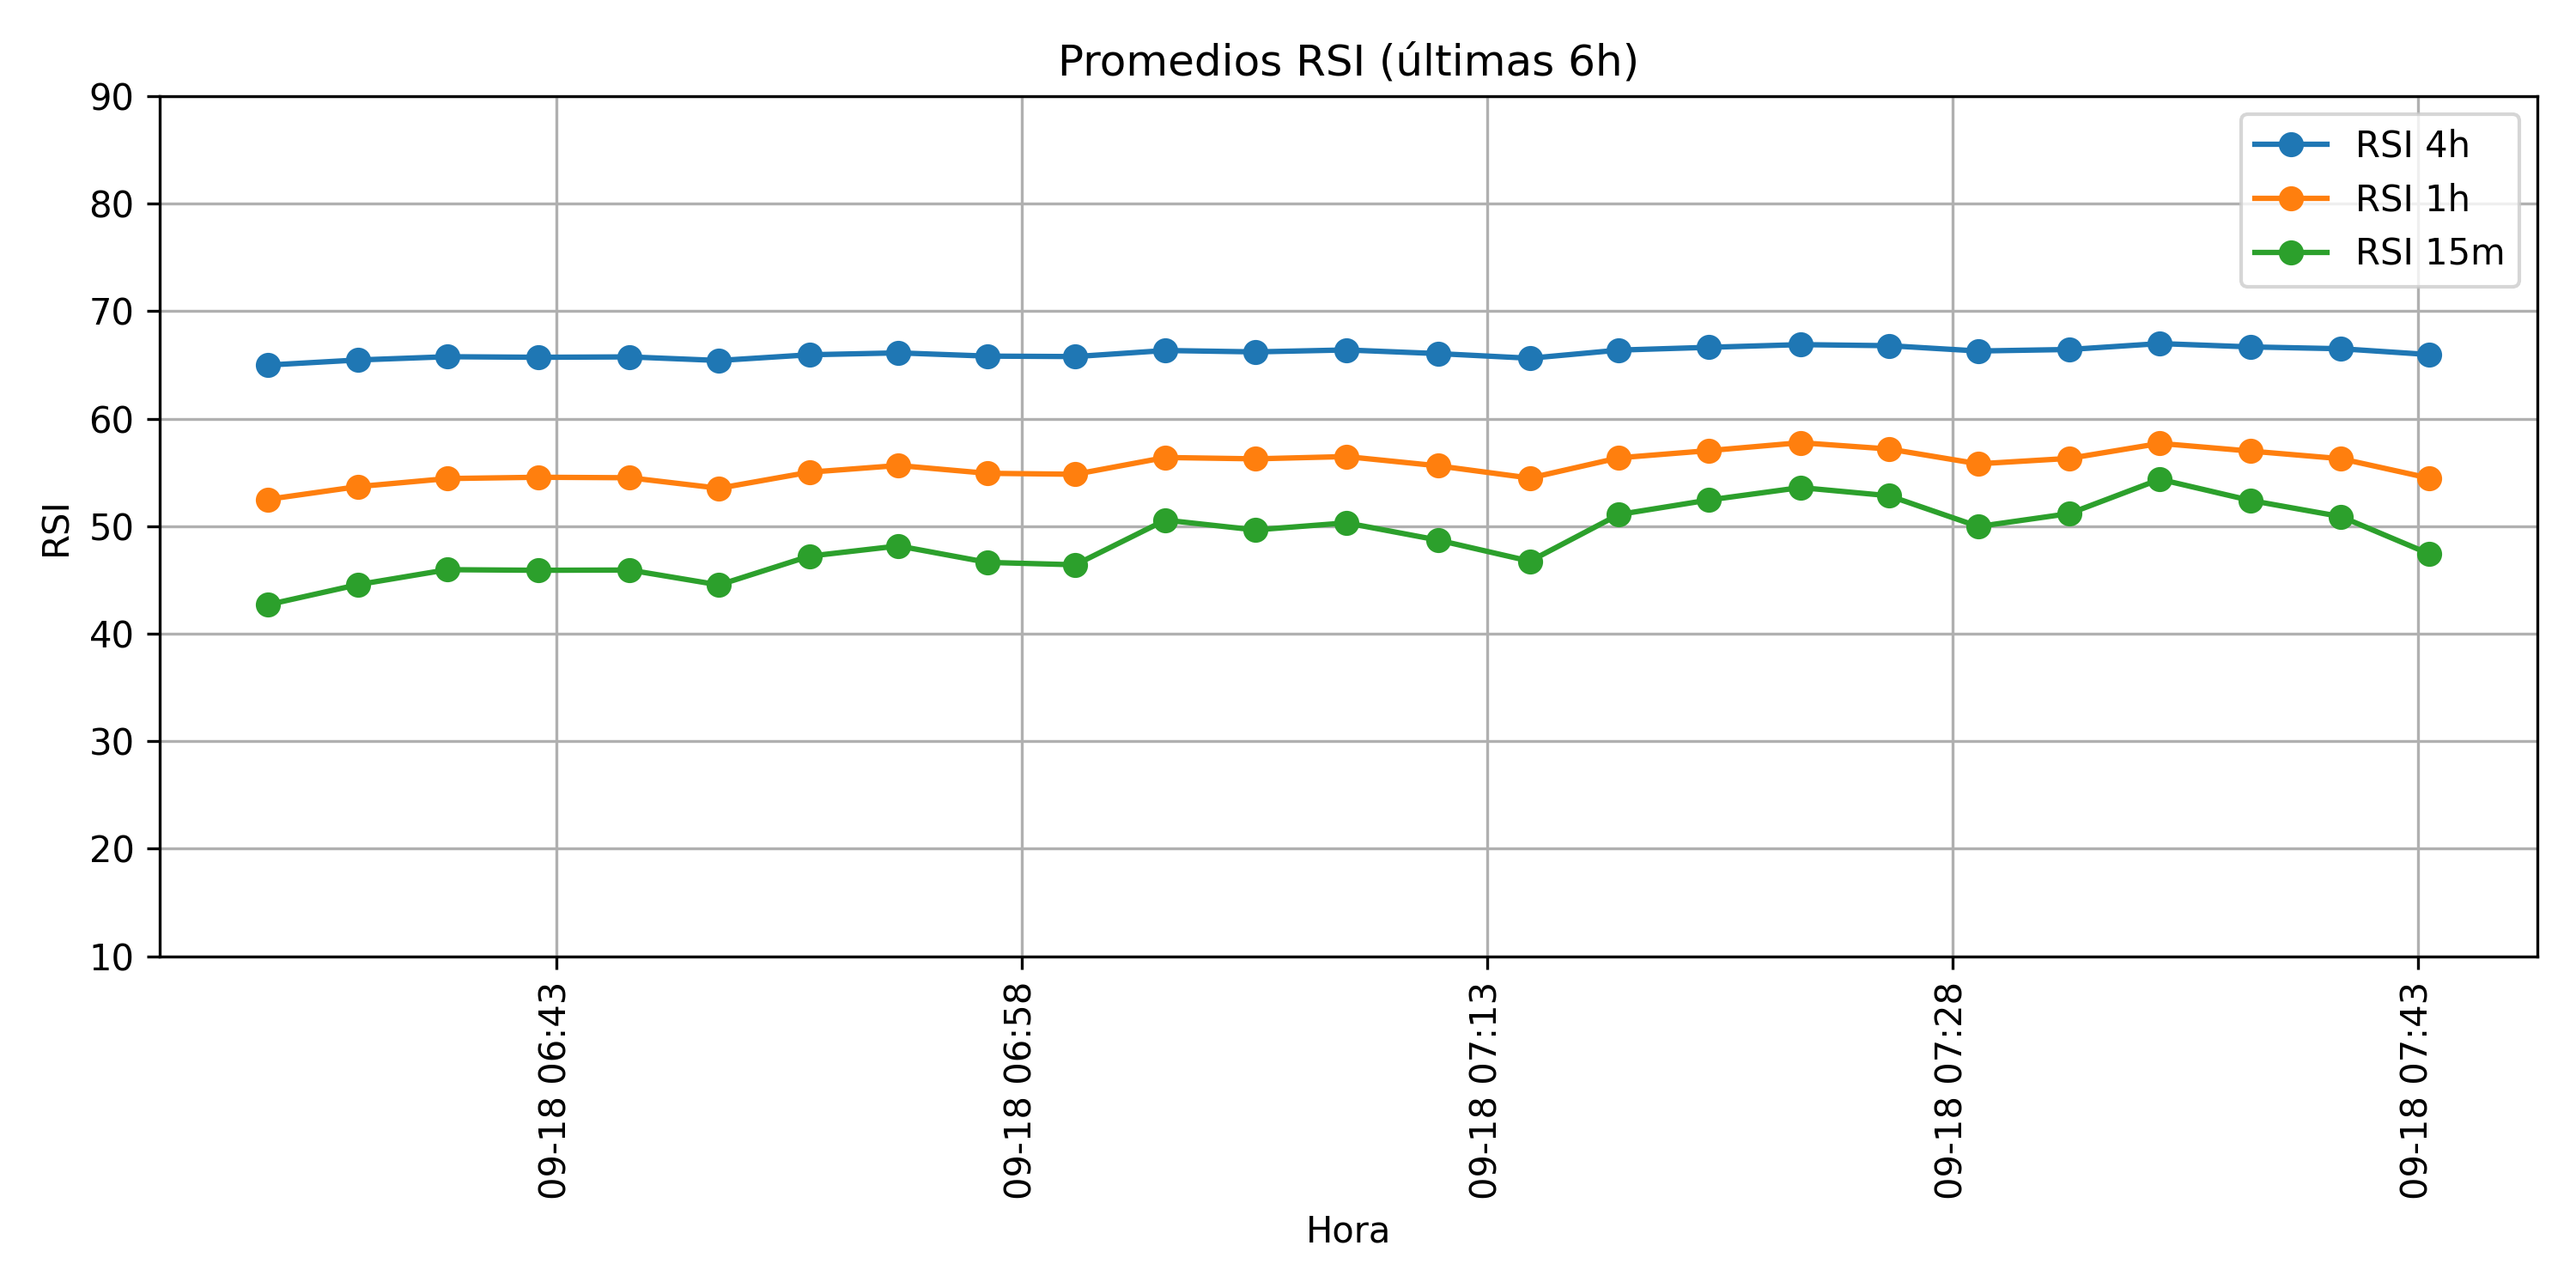 Promedios RSI (últimas 6h)
RSI 4h
RSI 1h
RSI 15m
RSI
90
80
70
60
50
40
30
20
10
09-18 06:43
09-18 06:58
09-18 07:13
09-18 07:28
09-18 07:43
Hora